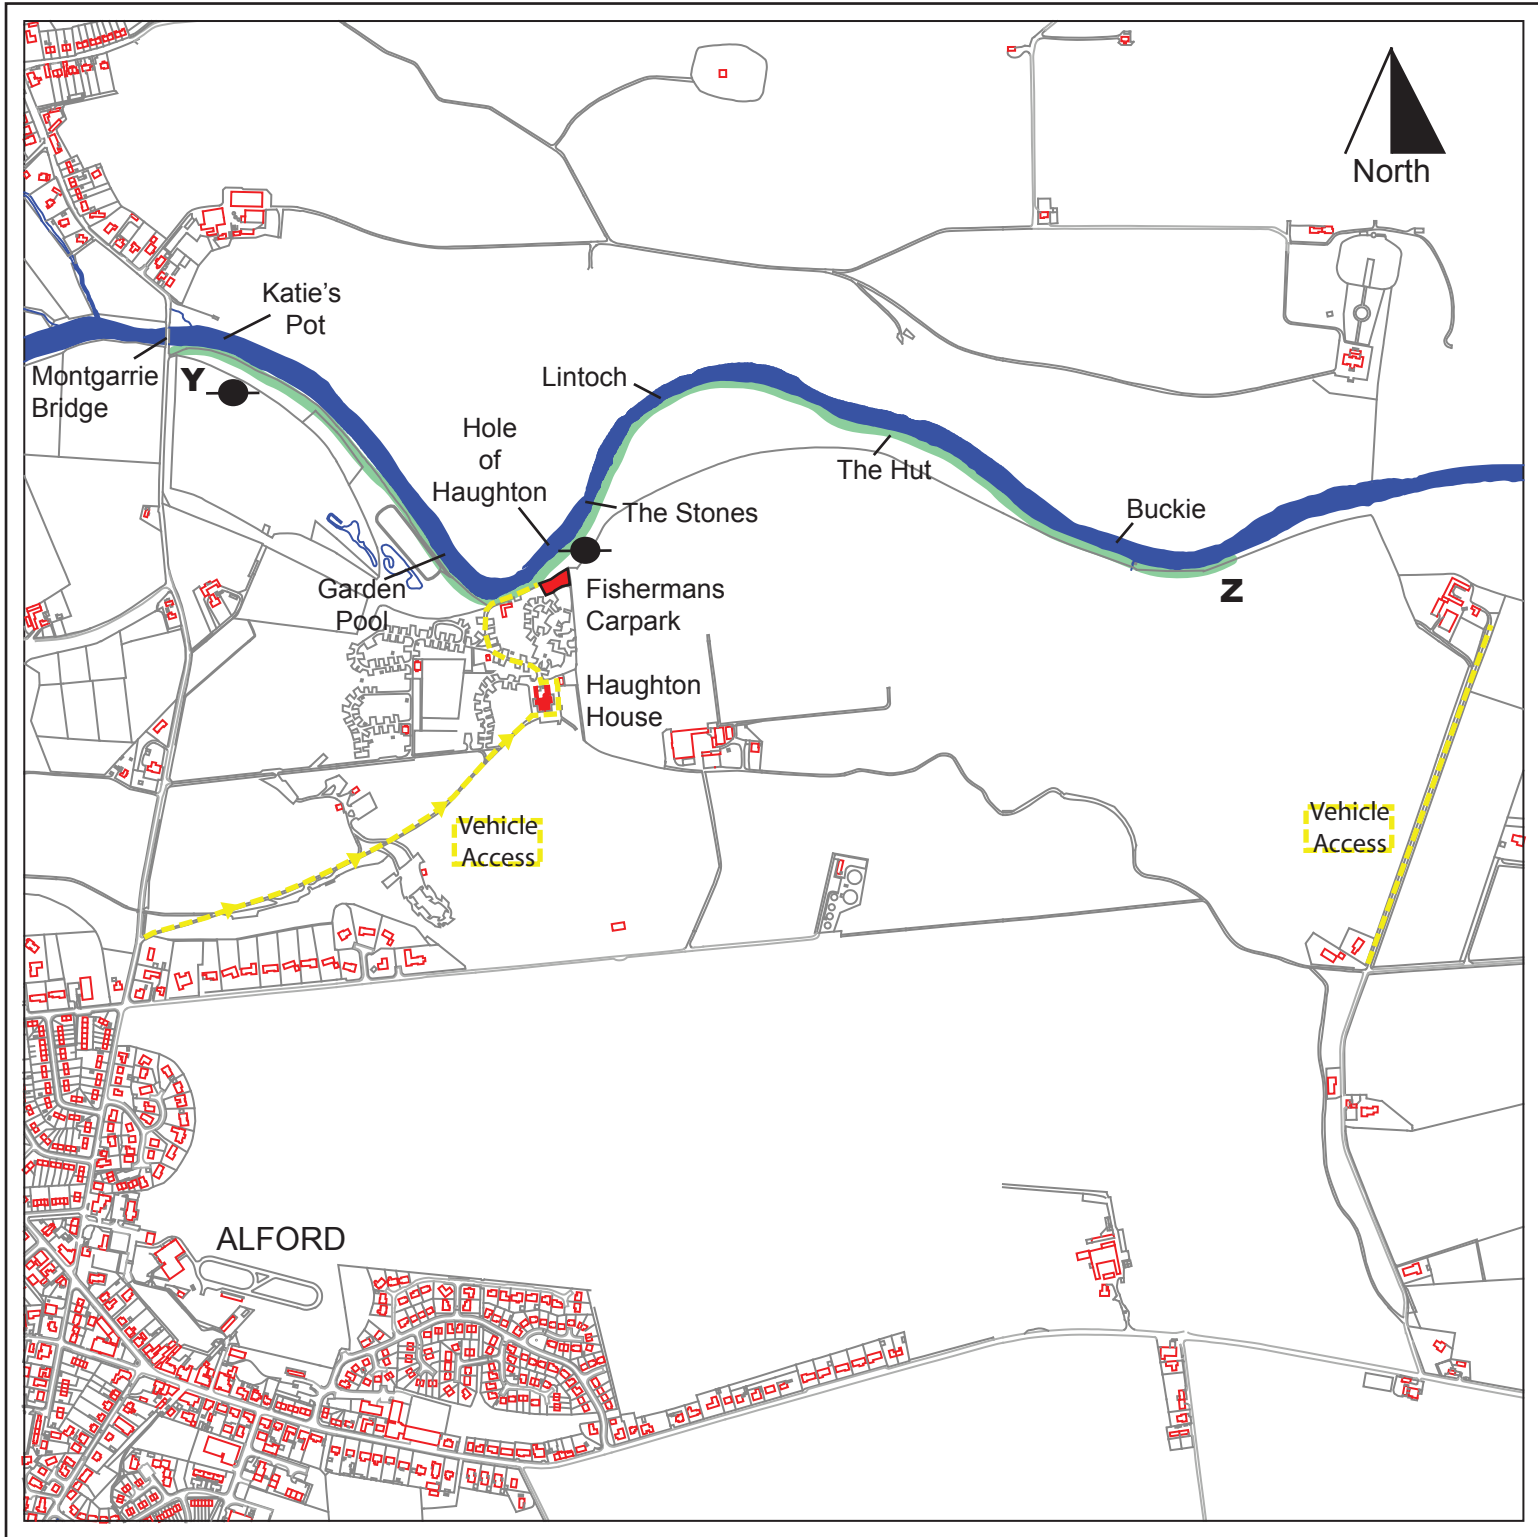 North
Katie’s
Pot
Montgarrie
Bridge
Y
Lintoch
Hole
of
Haughton
The Hut
The Stones
Buckie
Garden
Pool
Fishermans
Carpark
Z
Haughton
House
Vehicle
Access
Vehicle
Access
ALFORD